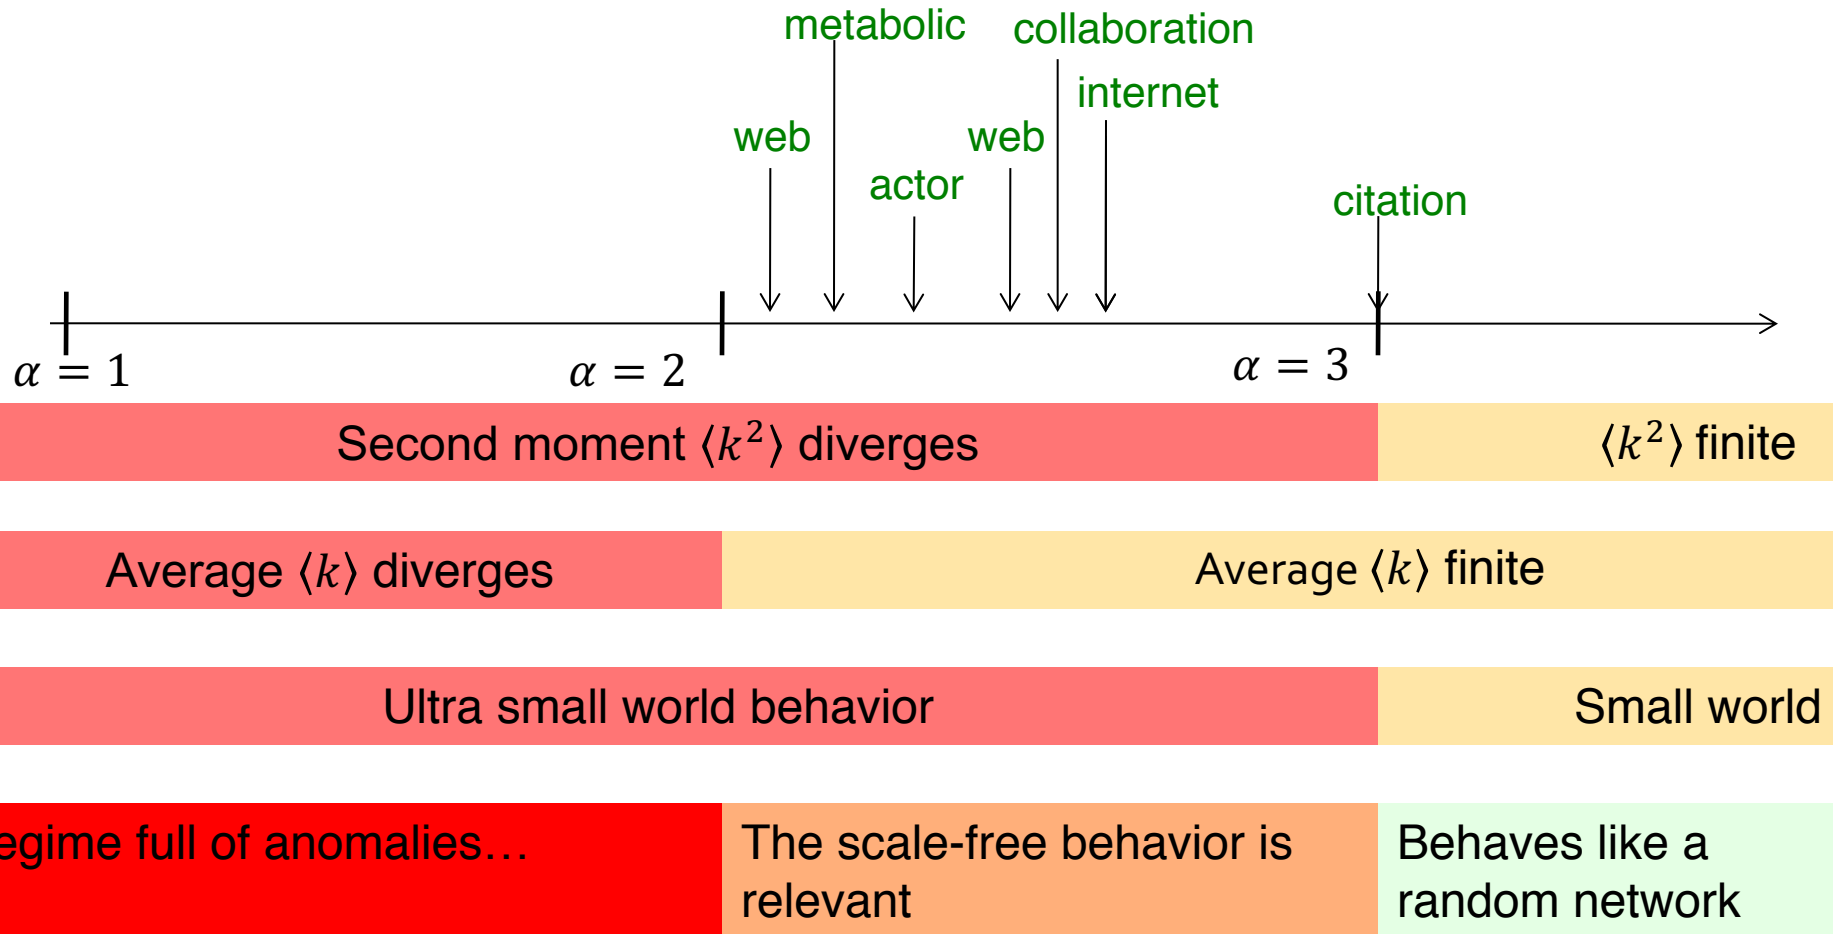 metabolic
collaboration
internet
web
web
actor
citation
α = 1
α = 2
α = 3
Second moment ⟨k²⟩ diverges
⟨k²⟩ finite
Average ⟨k⟩ diverges
Average ⟨k⟩ finite
Ultra small world behavior
Small world
egime full of anomalies…
The scale-free behavior is
relevant
Behaves like a
random network